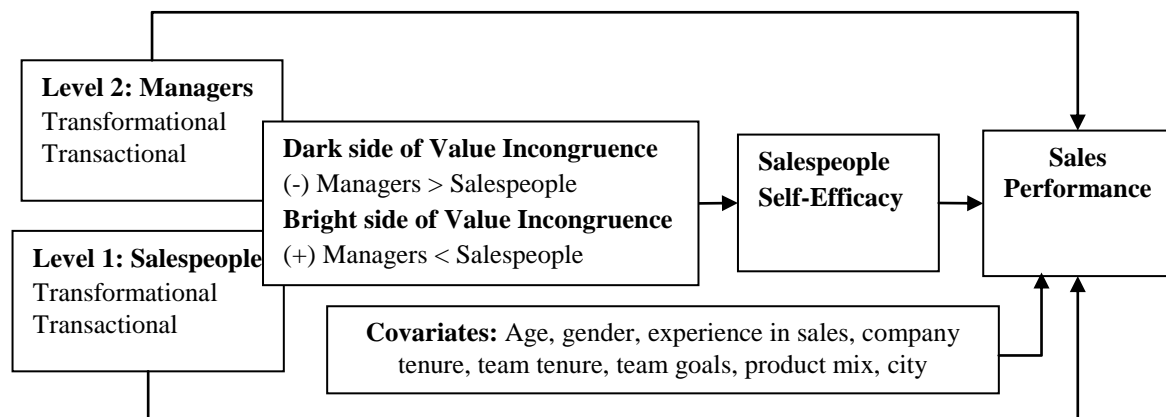 Level 2: Managers
Transformational
Transactional
Dark side of Value Incongruence
(-) Managers > Salespeople
Bright side of Value Incongruence
(+) Managers < Salespeople
Level 1: Salespeople
Transformational
Transactional
Salespeople
Self-Efficacy
Sales
Performance
Covariates: Age, gender, experience in sales, company
tenure, team tenure, team goals, product mix, city